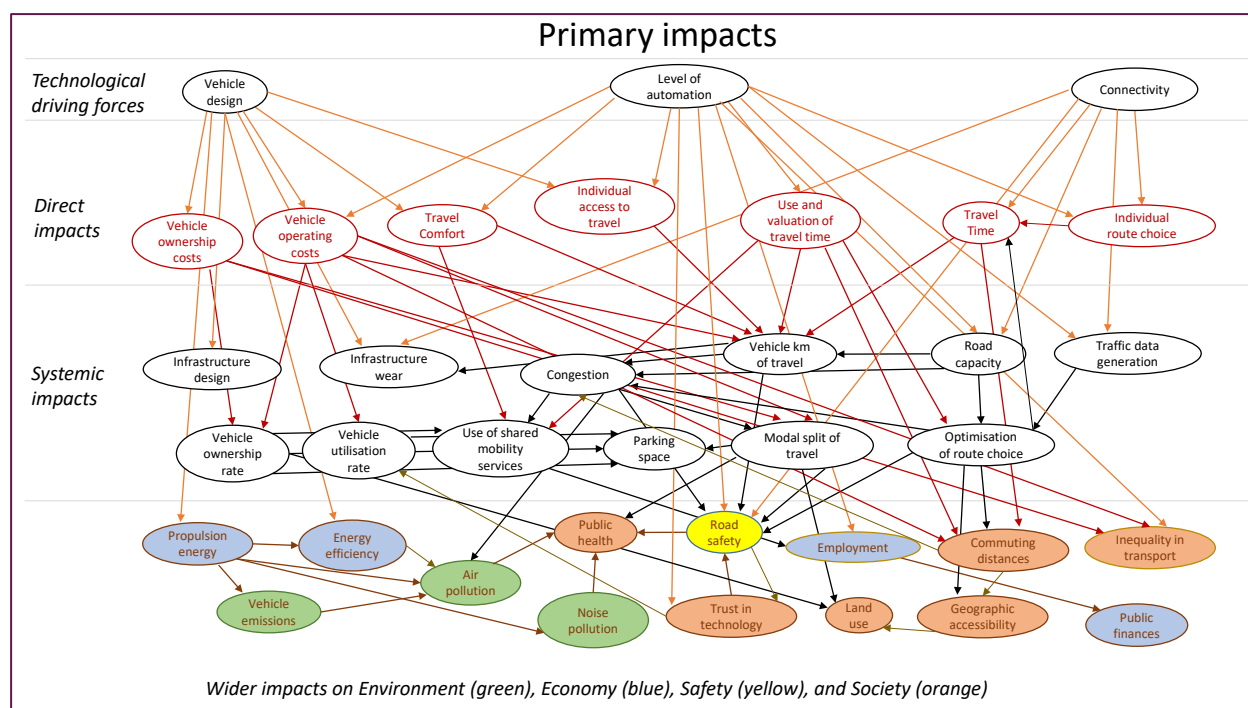 Primary impacts
Technological
driving forces
Vehicle
design
Level of
automation
Connectivity
Direct
impacts
Vehicle
ownership
costs
Vehicle
operating
costs
Travel
Comfort
Individual
access to
travel
Use and
valuation of
travel time
Travel
Time
Individual
route choice
Systemic
impacts
Infrastructure
design
Infrastructure
wear
Congestion
Vehicle km
of travel
Road
capacity
Traffic data
generation
Vehicle
ownership
rate
Vehicle
utilisation
rate
Use of shared
mobility
services
Parking
space
Modal split of
travel
Optimisation
of route choice
Propulsion
energy
Energy
efficiency
Public
health
Road
safety
Employment
Commuting
distances
Inequality in
transport
Air
pollution
Vehicle
emissions
Noise
pollution
Trust in
technology
Land
use
Geographic
accessibility
Public
finances
Wider impacts on Environment (green), Economy (blue), Safety (yellow), and Society (orange)